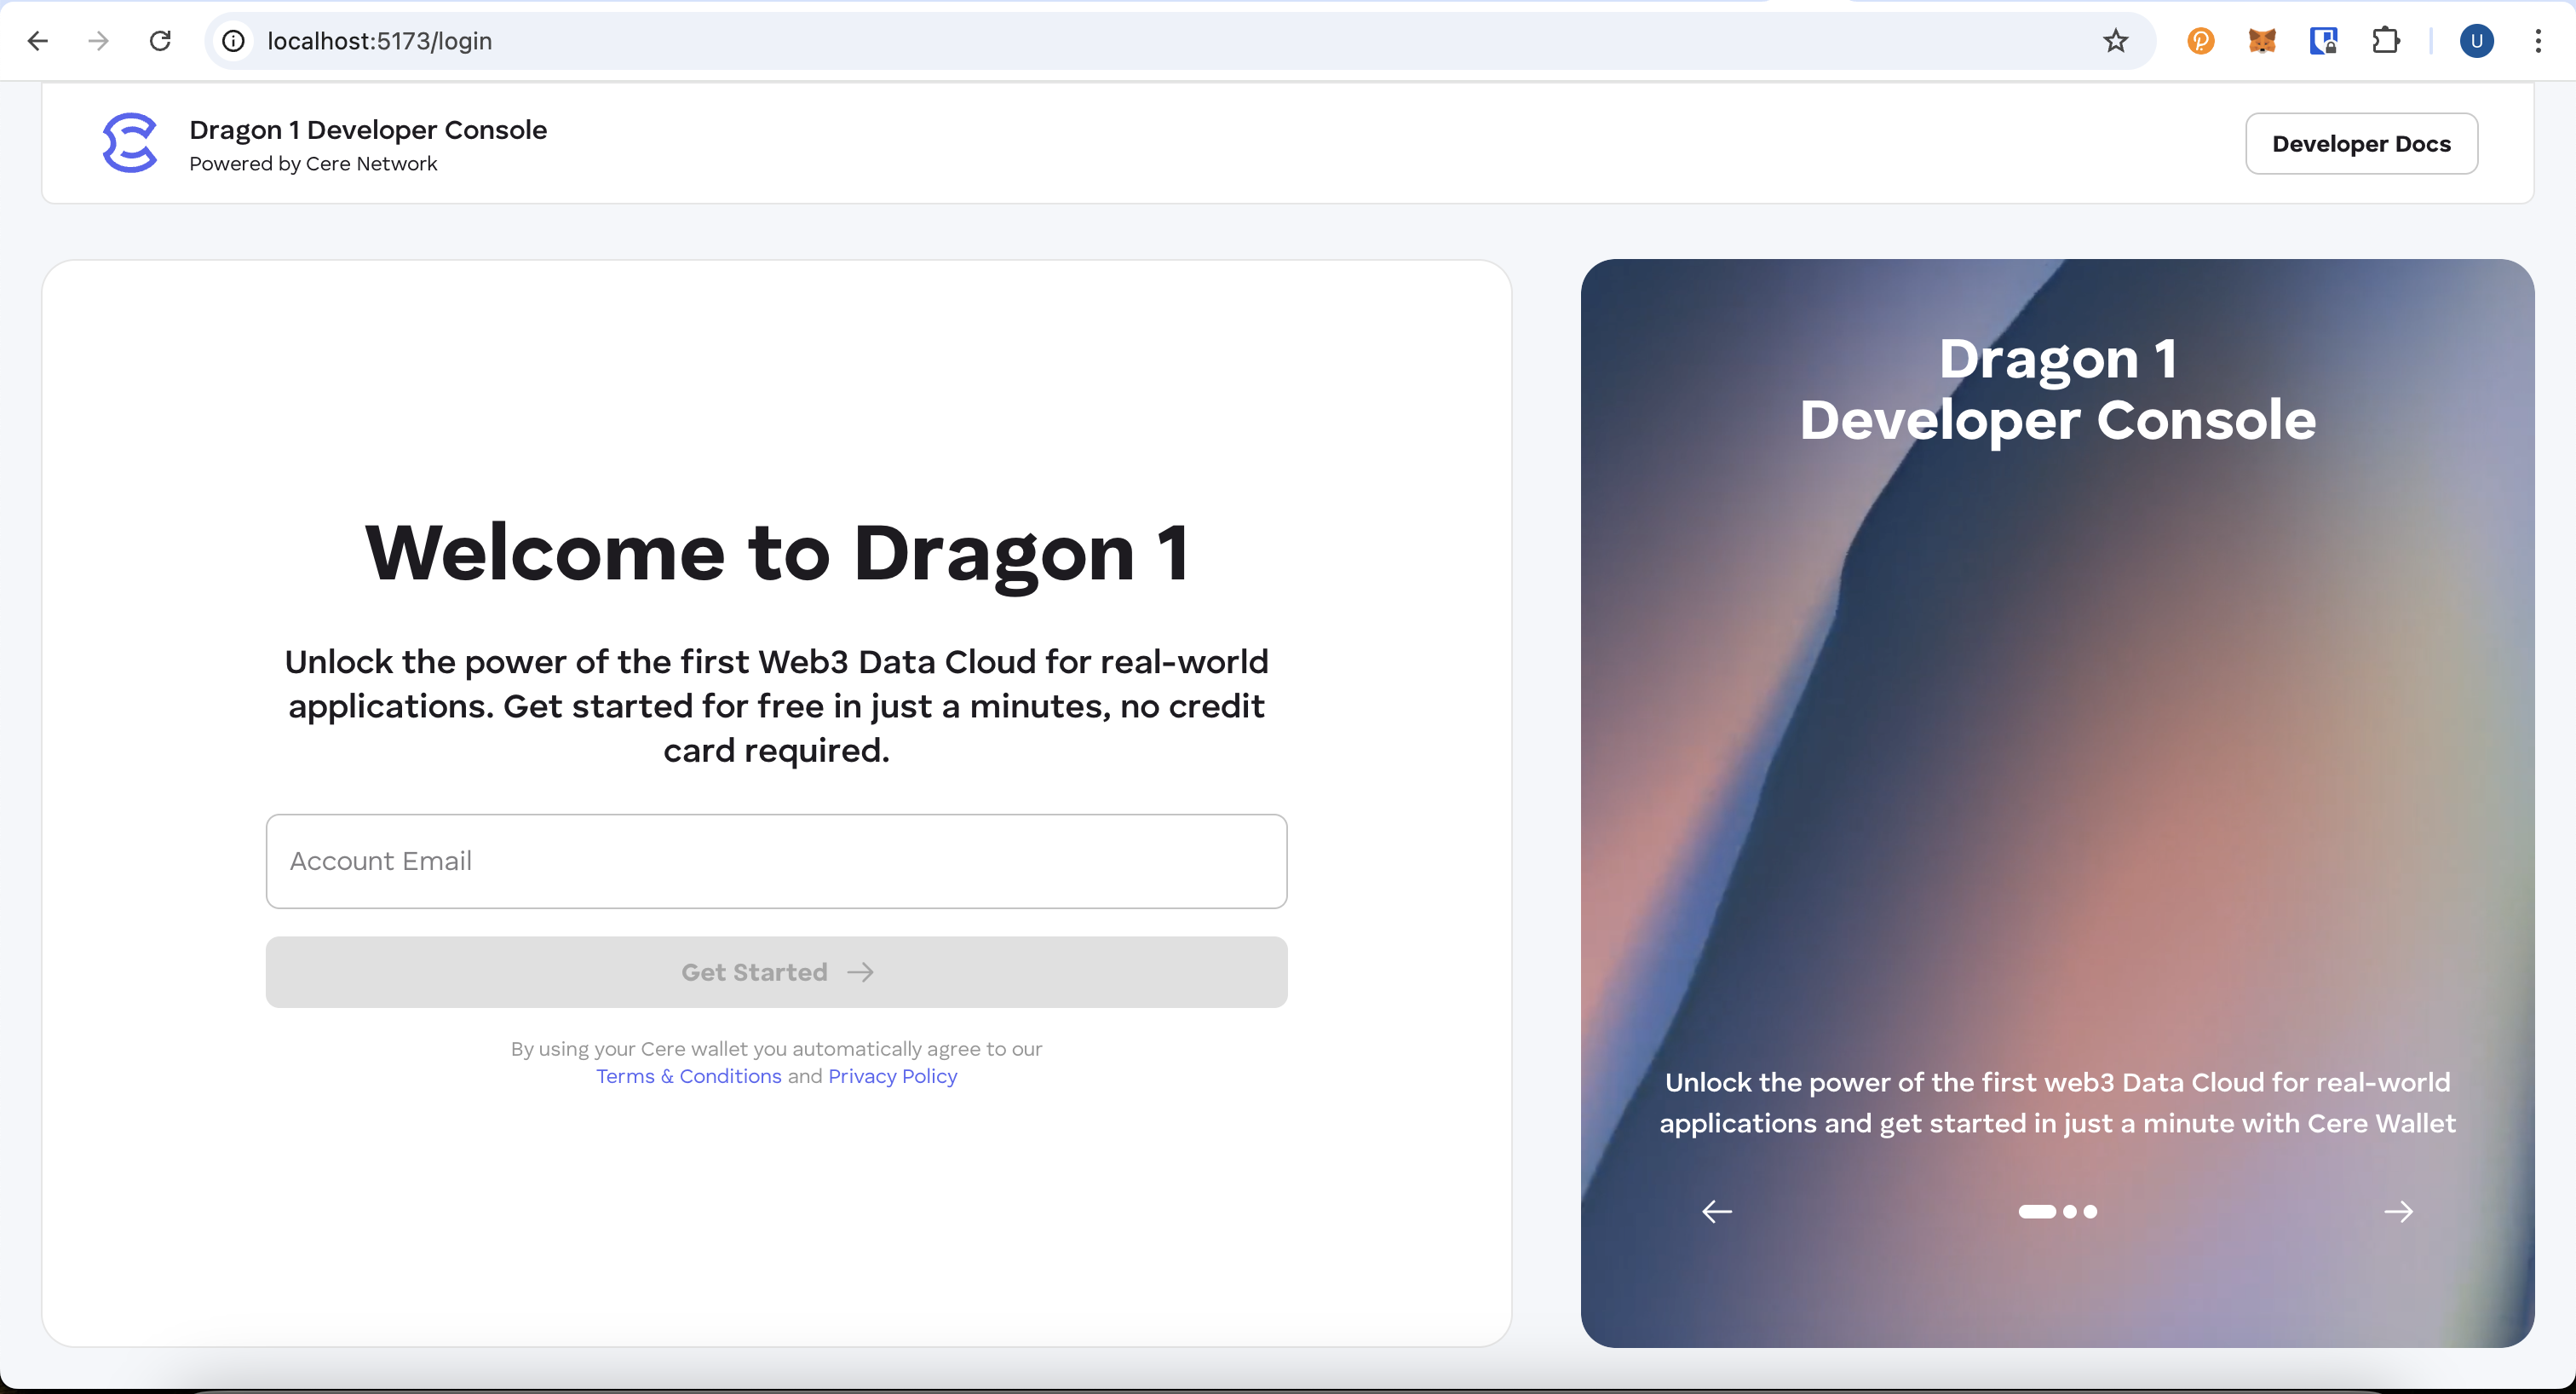 localhost:5173/login
U
Dragon 1 Developer Console
Powered by Cere Network
Developer Docs
Welcome to Dragon 1
Unlock the power of the first Web3 Data Cloud for real-world
applications. Get started for free in just a minutes, no credit
card required.
Account Email
Get Started
By using your Cere wallet you automatically agree to our
Terms & Conditions and Privacy Policy
Dragon 1
Developer Console
Unlock the power of the first web3 Data Cloud for real-world
applications and get started in just a minute with Cere Wallet